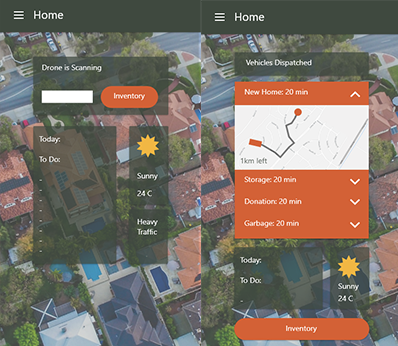 Home
Drone is Scanning
Inventory
Today:
To Do:
-
-
-
-
-
-
-
Sunny
24 C
Heavy
Traffic
Home
Vehicles Dispatched
New Home: 20 min
1km left
Storage: 20 min
Donation: 20 min
Garbage: 20 min
Today:
To Do:
-
-
Sunny
24 C
Inventory